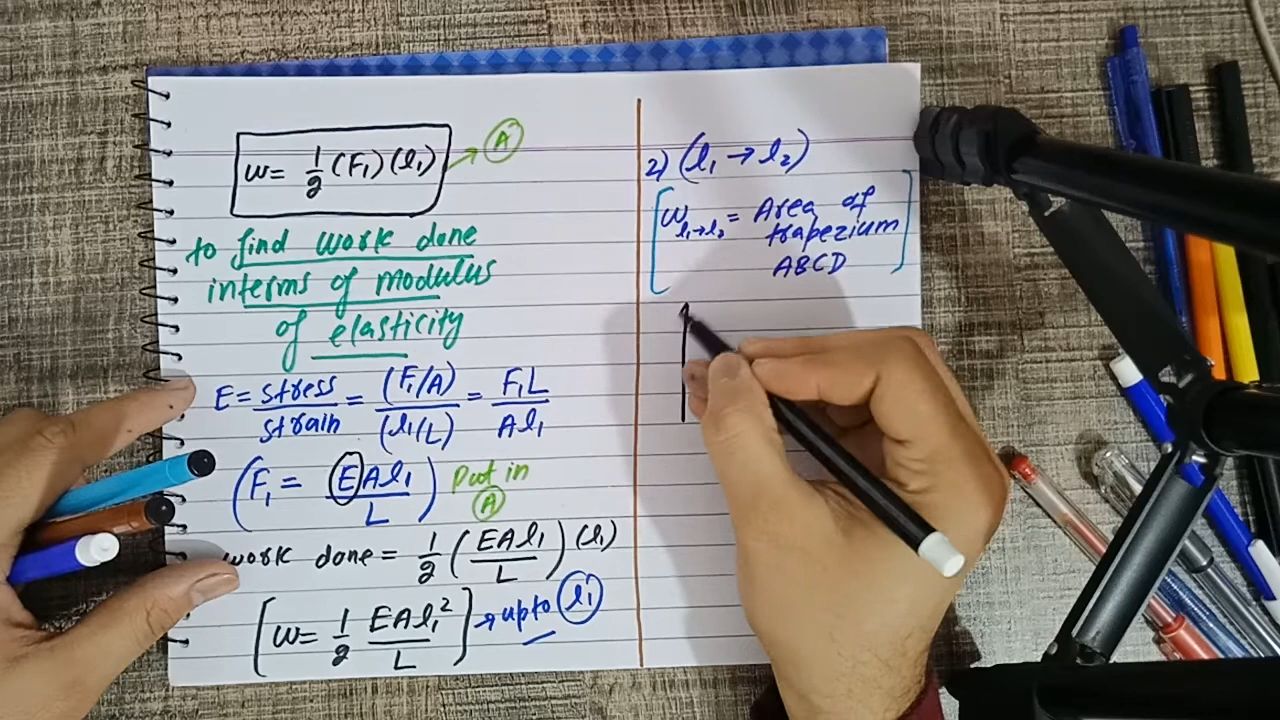 W = 1/2 (F₁)(l₁) → A
to find work done
interms of modulus
of elasticity
E = stress/strain = (F₁/A)/(l₁/L) = F₁L/Al₁
(F₁ = EAl₁/L) Put in A
work done = 1/2 (EAl₁/L)(l₁)
[W = 1/2 EAl₁²/L] → upto l₁
2) (l₁ → l₂)
[W l₁→l₂ = Area of
trapezium
ABCD]